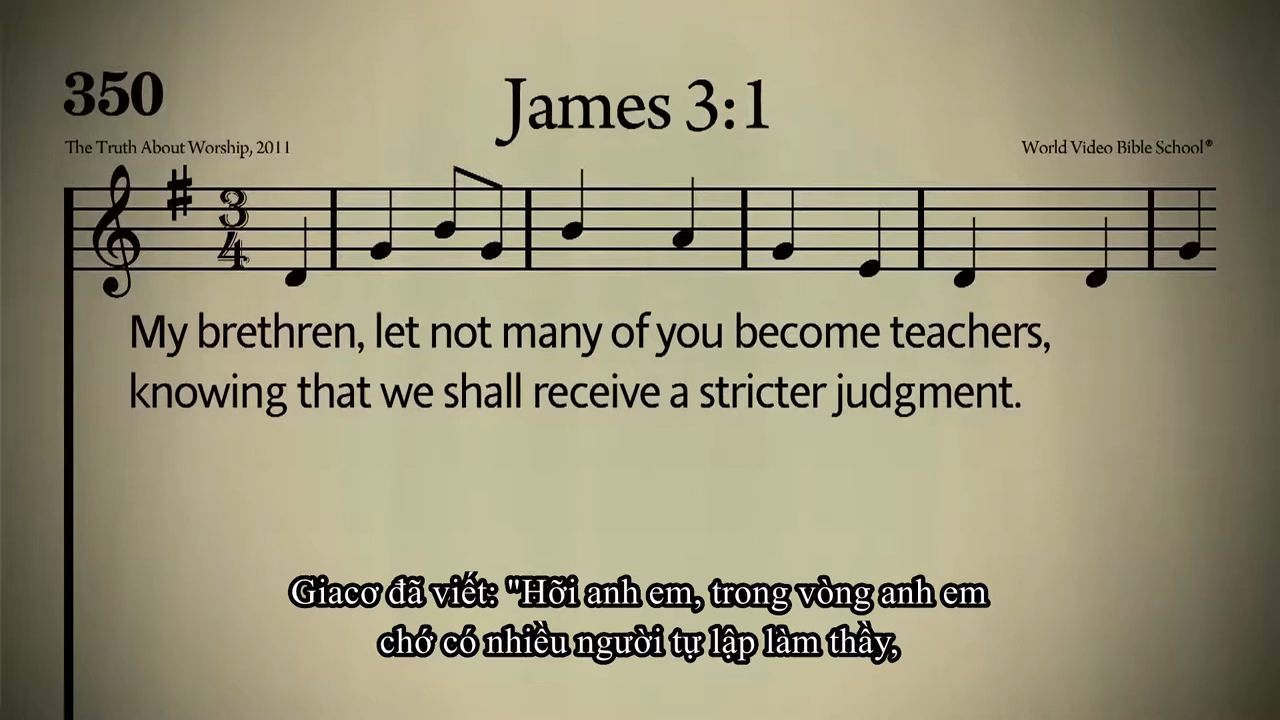 350
James 3:1
The Truth About Worship, 2011
World Video Bible School®
3
4
My brethren, let not many of you become teachers,
knowing that we shall receive a stricter judgment.
Giacơ đã viết: "Hỡi anh em, trong vòng anh em
chớ có nhiều người tự lập làm thầy,